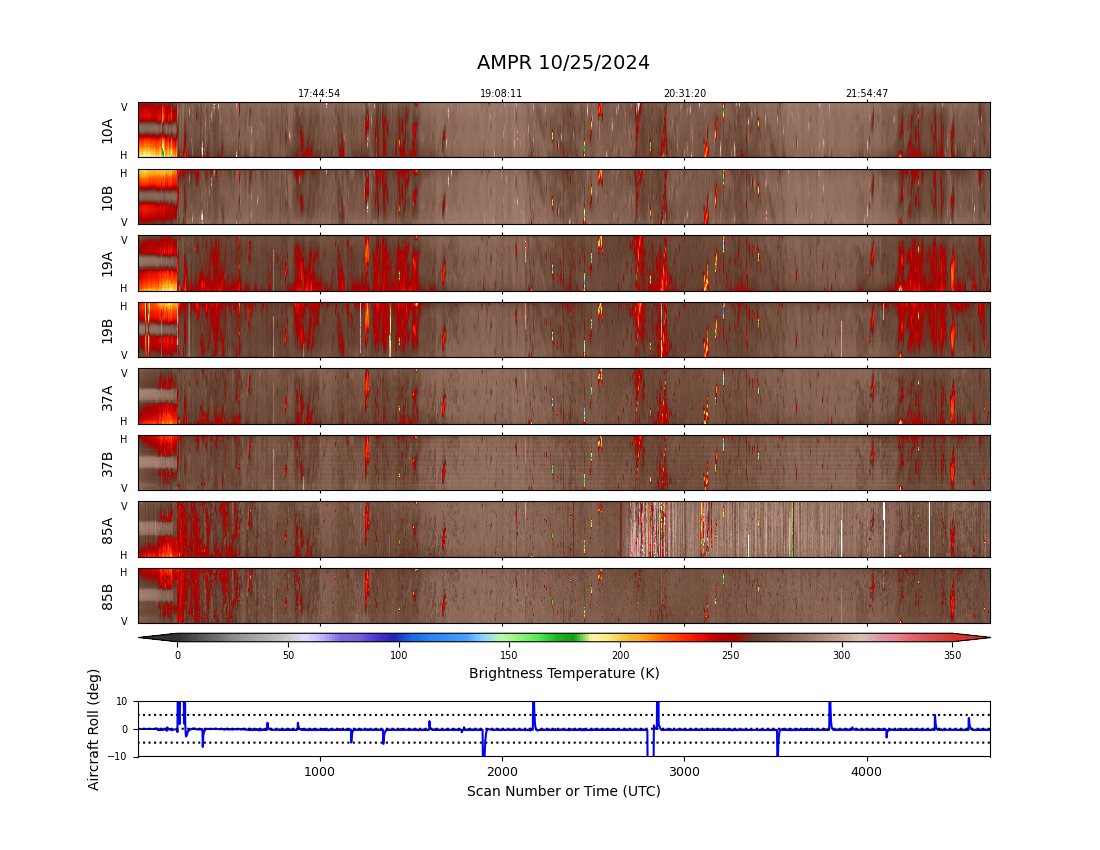 AMPR 10/25/2024
17:44:54 19:08:11 20:31:20 21:54:47
V
10A
H
H
10B
V
V
19A
H
H
19B
V
V
37A
H
H
37B
V
V
85A
H
H
85B
V
0 50 100 150 200 250 300 350
Brightness Temperature (K)
Aircraft Roll (deg)
10
0
−10
1000 2000 3000 4000
Scan Number or Time (UTC)